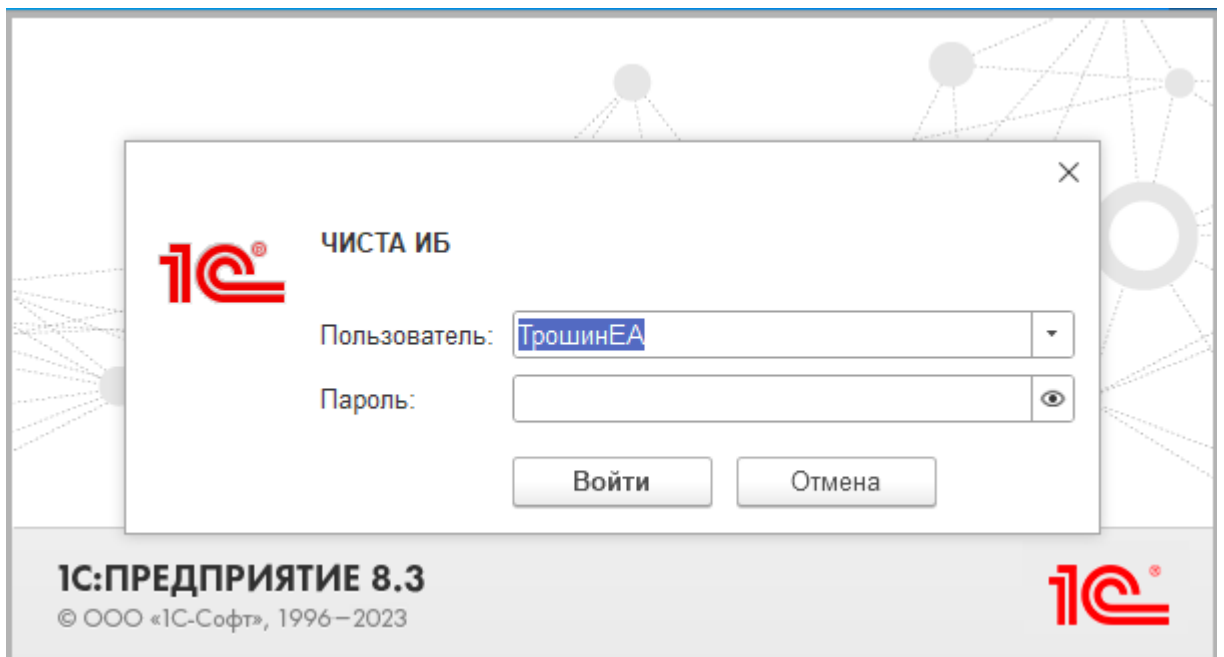 1С®
ЧИСТА ИБ
Пользователь: ТрошинЕА
Пароль:
Войти Отмена
1С:ПРЕДПРИЯТИЕ 8.3
© ООО «1С-Софт», 1996—2023
1С®